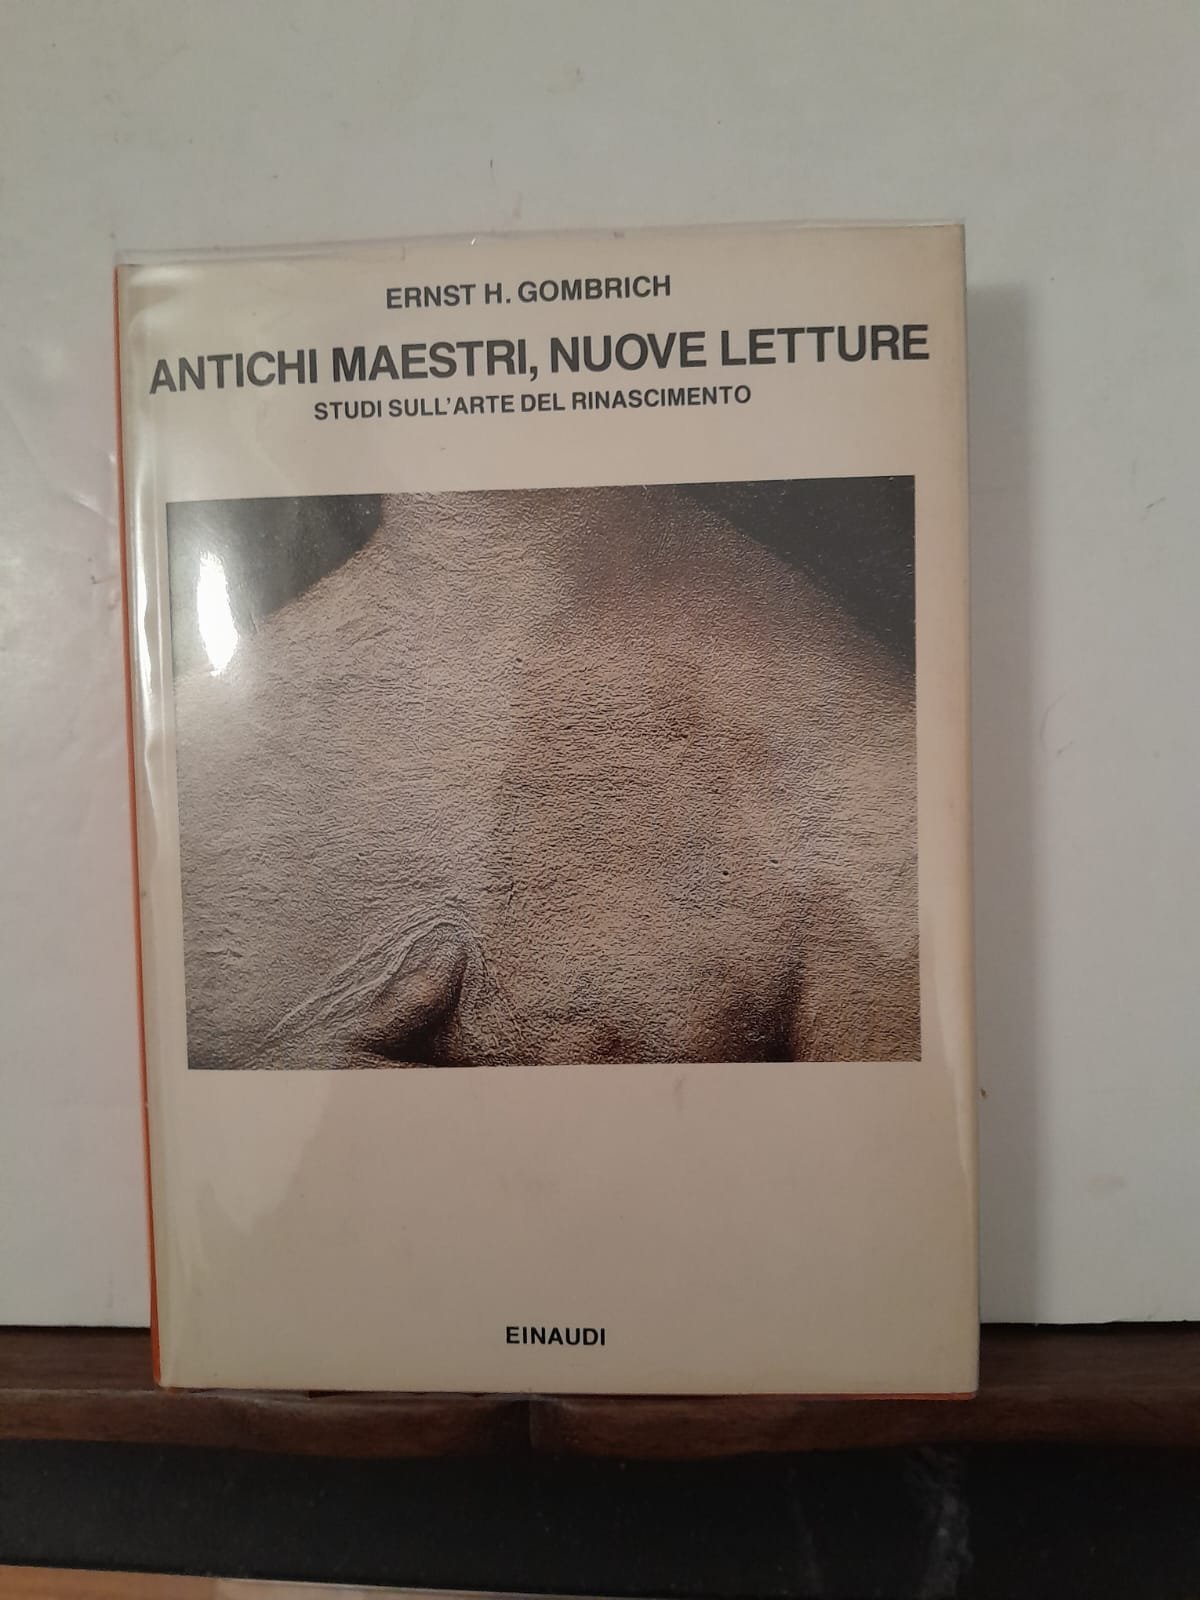 ERNST H. GOMBRICH
ANTICHI MAESTRI, NUOVE LETTURE
STUDI SULL'ARTE DEL RINASCIMENTO
EINAUDI